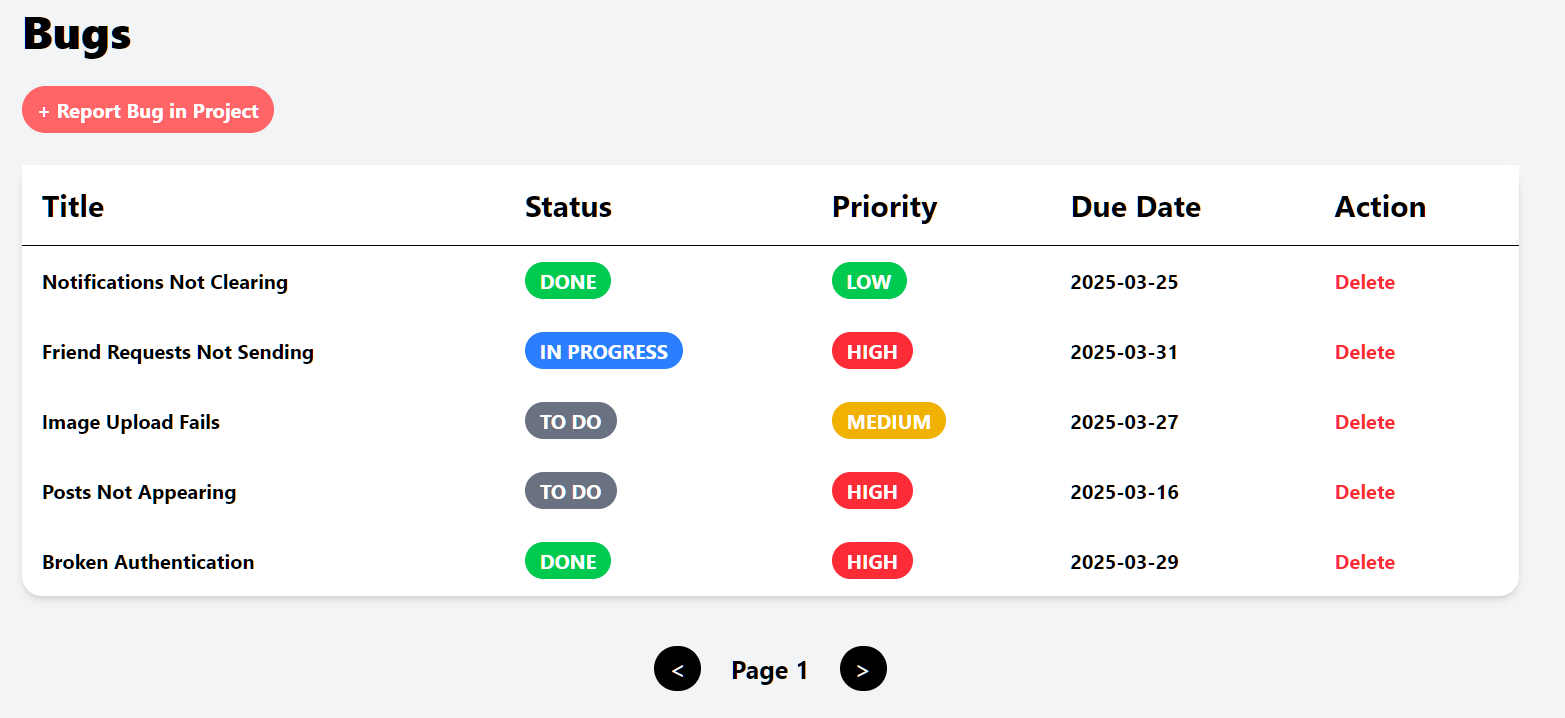 Bugs
+ Report Bug in Project
Title Status Priority Due Date Action
Notifications Not Clearing DONE LOW 2025-03-25 Delete
Friend Requests Not Sending IN PROGRESS HIGH 2025-03-31 Delete
Image Upload Fails TO DO MEDIUM 2025-03-27 Delete
Posts Not Appearing TO DO HIGH 2025-03-16 Delete
Broken Authentication DONE HIGH 2025-03-29 Delete
< Page 1 >